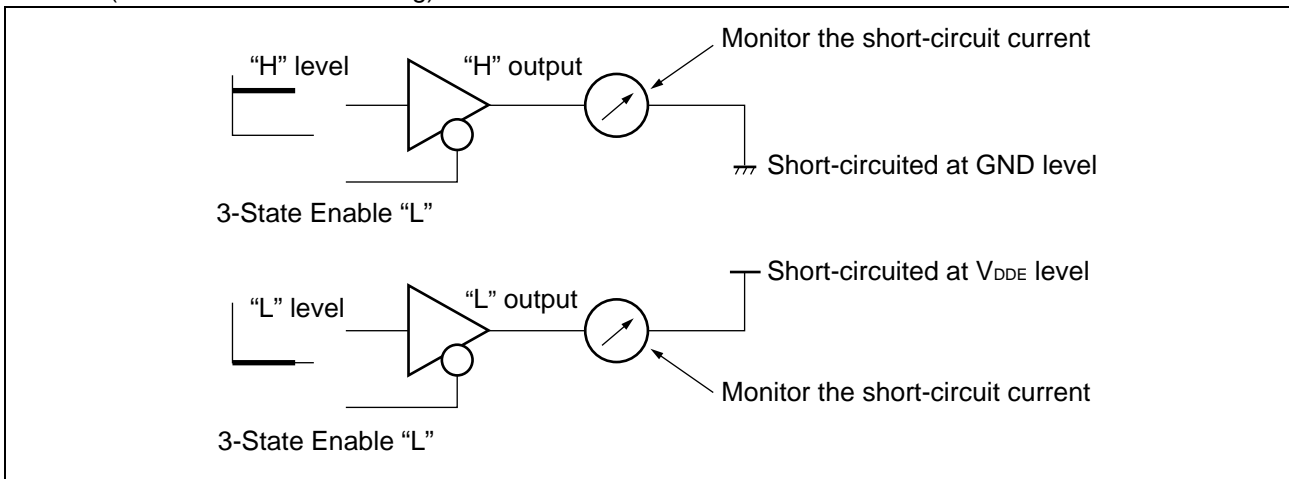 Monitor the short-circuit current
“H” level
“H” output
Short-circuited at GND level
3-State Enable “L”
Short-circuited at VDDE level
“L” level
“L” output
Monitor the short-circuit current
3-State Enable “L”